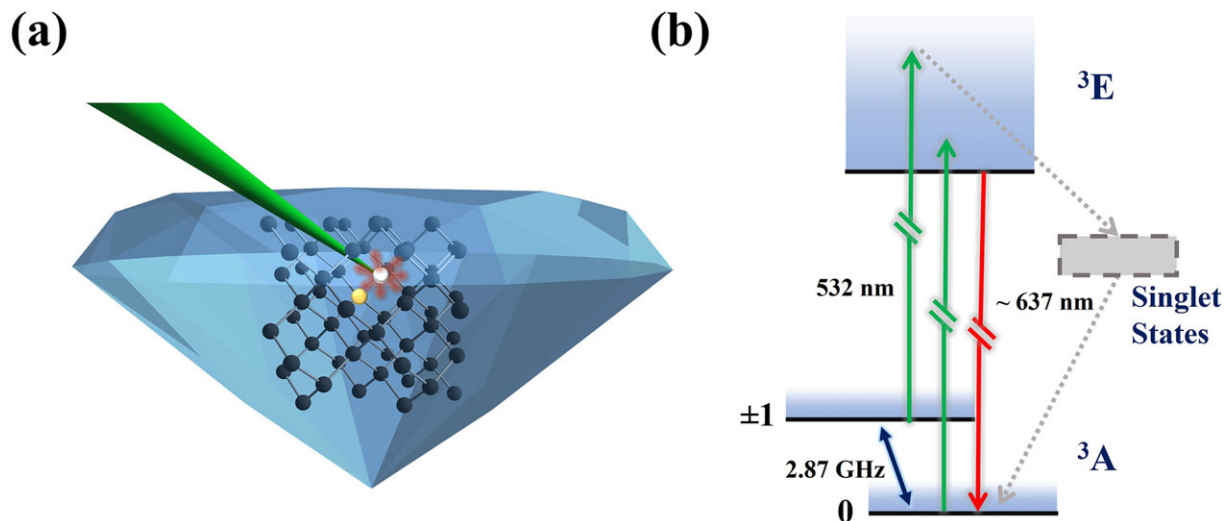 (a)
(b)
³E
532 nm
~ 637 nm
Singlet
States
±1
2.87 GHz
³A
0